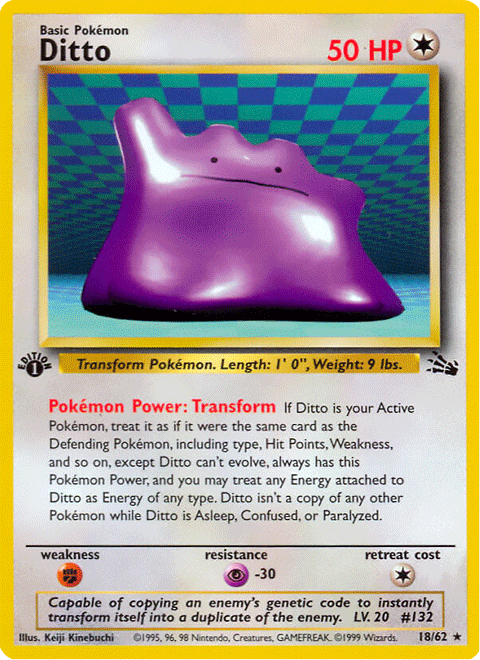 Basic Pokémon
Ditto
50 HP
EDITION
1
Transform Pokémon. Length: 1' 0", Weight: 9 lbs.
Pokémon Power: Transform If Ditto is your Active
Pokémon, treat it as if it were the same card as the
Defending Pokémon, including type, Hit Points, Weakness,
and so on, except Ditto can't evolve, always has this
Pokémon Power, and you may treat any Energy attached to
Ditto as Energy of any type. Ditto isn't a copy of any other
Pokémon while Ditto is Asleep, Confused, or Paralyzed.
weakness
resistance
retreat cost
-30
Capable of copying an enemy's genetic code to instantly
transform itself into a duplicate of the enemy. LV. 20 #132
Illus. Keiji Kinebuchi ©1995, 96, 98 Nintendo, Creatures, GAMEFREAK. ©1999 Wizards. 18/62 ★